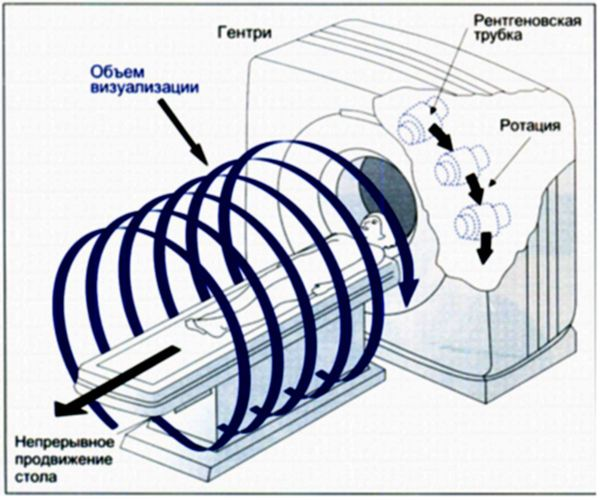 Гентри
Рентгеновская
трубка
Объем
визуализации
Ротация
Непрерывное
продвижение
стола